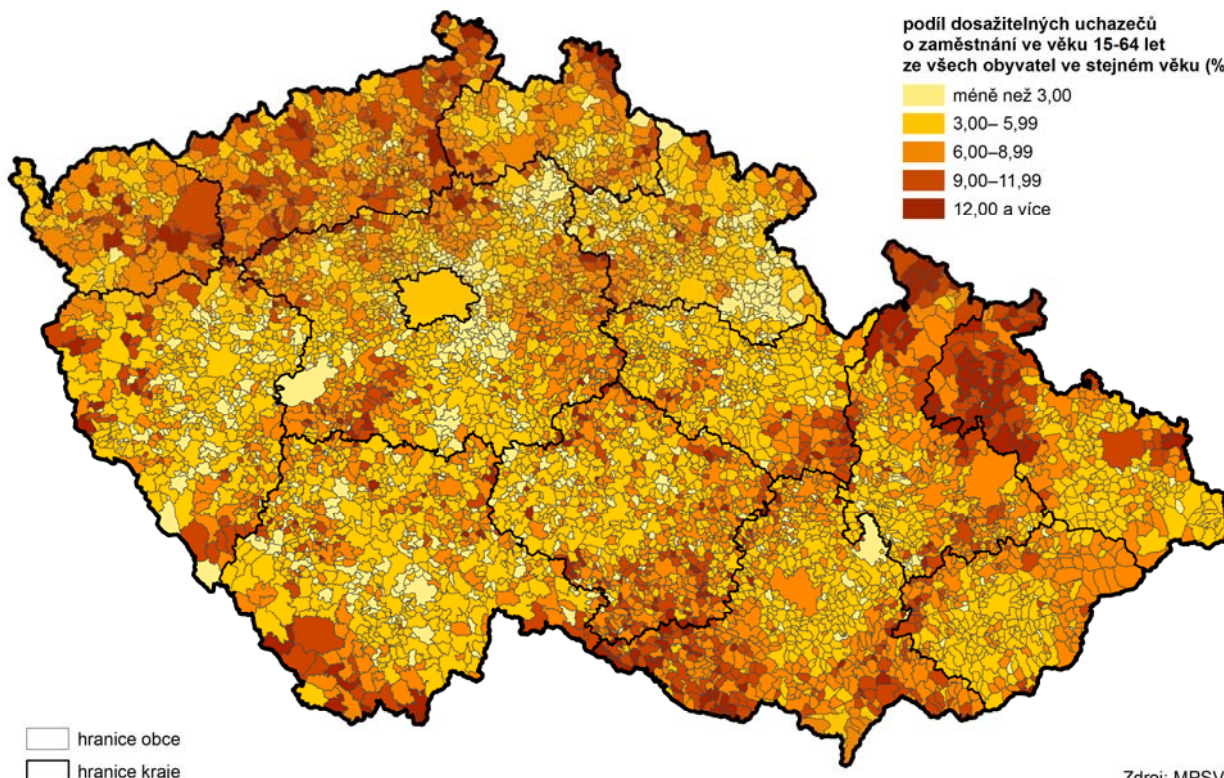 podíl dosažitelných uchazečů
o zaměstnání ve věku 15-64 let
ze všech obyvatel ve stejném věku (%
méně než 3,00
3,00– 5,99
6,00–8,99
9,00–11,99
12,00 a více
hranice obce
hranice kraje
Zdroj: MPSV